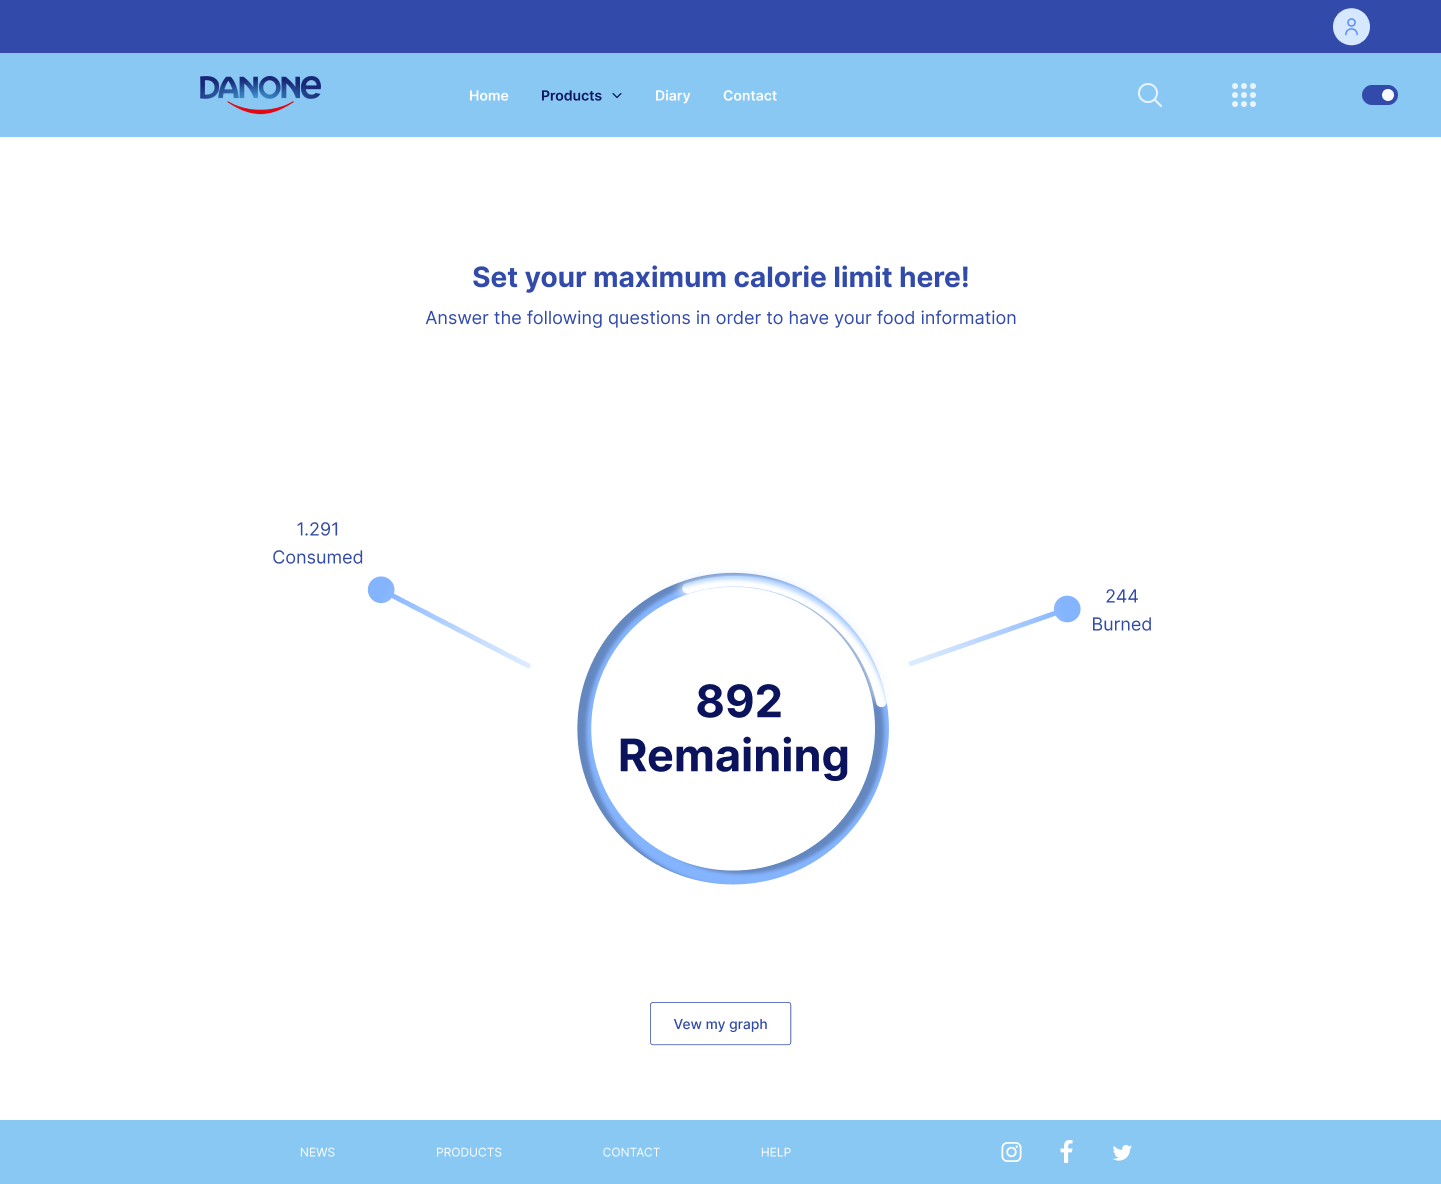 DANONE
Home
Products
Diary
Contact
Set your maximum calorie limit here!
Answer the following questions in order to have your food information
1.291
Consumed
244
Burned
892
Remaining
Vew my graph
NEWS
PRODUCTS
CONTACT
HELP